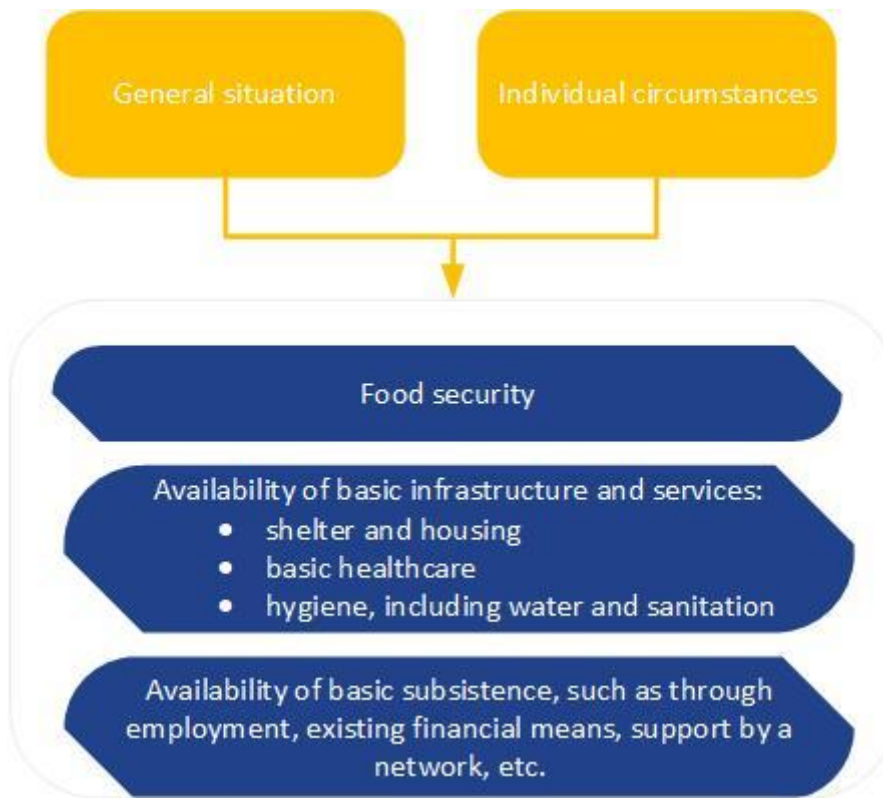 General situation
Individual circumstances
Food security
Availability of basic infrastructure and services:
• shelter and housing
• basic healthcare
• hygiene, including water and sanitation
Availability of basic subsistence, such as through
employment, existing financial means, support by a
network, etc.